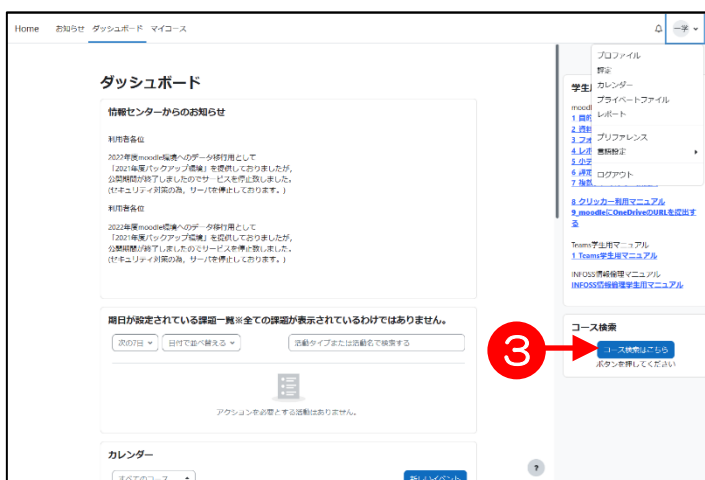 Home お知らせ ダッシュボード マイコース
一学
プロファイル
評定
カレンダー
プライベートファイル
レポート
プリファレンス
言語設定
ログアウト
ダッシュボード
情報センターからのお知らせ
利用者各位
2022年度moodle環境へのデータ移行用として
「2021年度バックアップ環境」を提供しておりましたが,
公開期間が終了しましたのでサービスを停止致しました。
(セキュリティ対策の為, サーバを停止しております。)
利用者各位
2022年度moodle環境へのデータ移行用として
「2021年度バックアップ環境」を提供しておりましたが,
公開期間が終了しましたのでサービスを停止致しました。
(セキュリティ対策の為, サーバを停止しております。)
期日が設定されている課題一覧※全ての課題が表示されているわけではありません。
次の7日
日付で並べ替える
活動タイプまたは活動名で検索する
アクションを必要とする活動はありません。
カレンダー
すべてのコース
新しいイベント
8 クリッカー利用マニュアル
9 moodleにOneDriveのURLを提出す
る
Teams学生用マニュアル
1 Teams学生用マニュアル
INFOSS情報倫理マニュアル
INFOSS情報倫理学生用マニュアル
コース検索
3
コース検索はこちら
ボタンを押してください
?